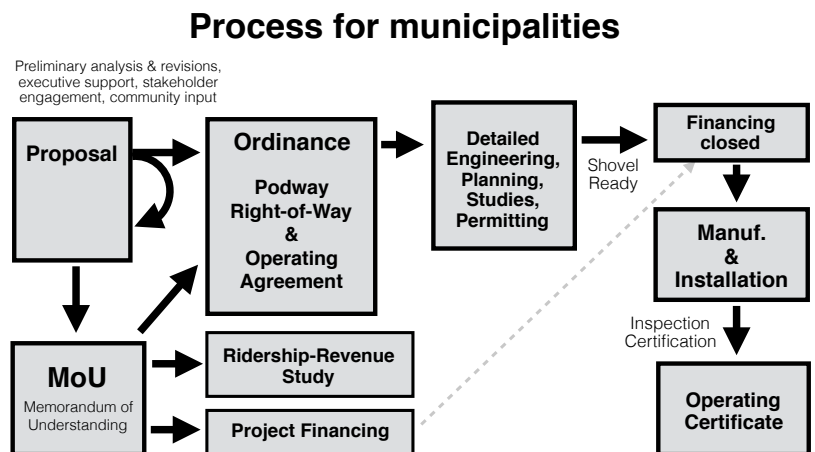 Process for municipalities
Preliminary analysis & revisions,
executive support, stakeholder
engagement, community input
Proposal
Ordinance
Podway
Right-of-Way
&
Operating
Agreement
Detailed
Engineering,
Planning,
Studies,
Permitting
Shovel
Ready
Financing
closed
Manuf.
&
Installation
Inspection
Certification
Operating
Certificate
MoU
Memorandum of
Understanding
Ridership-Revenue
Study
Project Financing